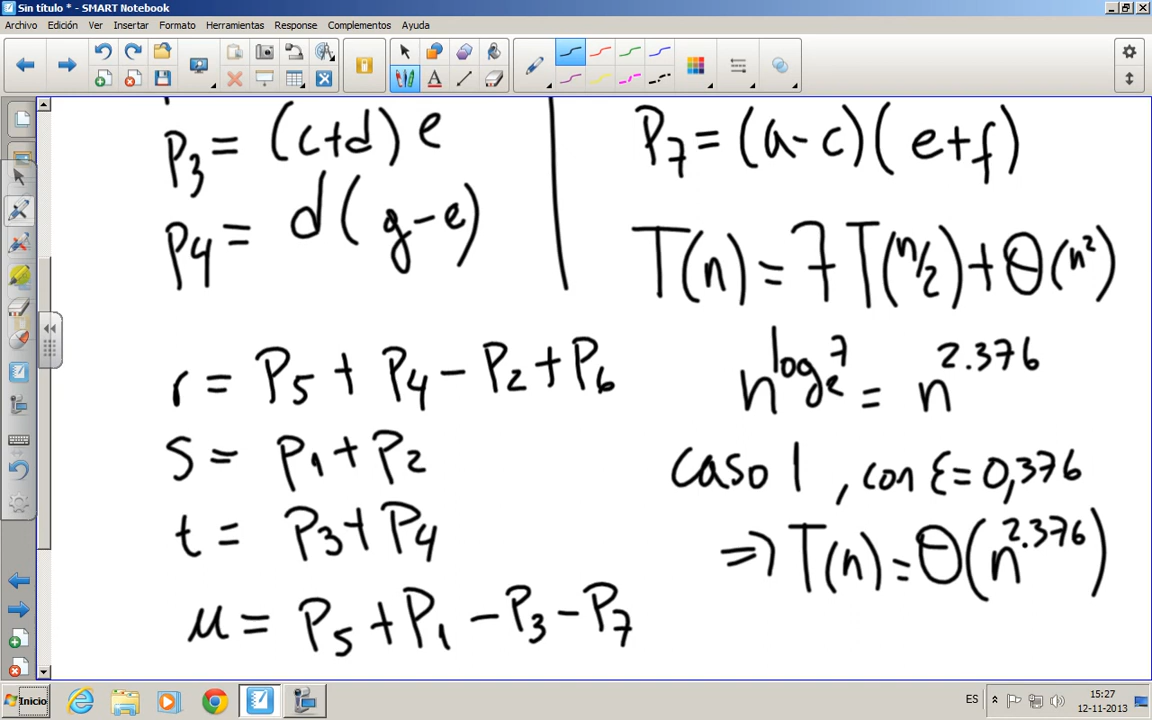 Sin título * - SMART Notebook
Archivo Edición Ver Insertar Formato Herramientas Response Complementos Ayuda
P3 = (c+d) e
P4 = d(g-e)
r = P5 + P4 - P2 + P6
s = P1 + P2
t = P3 + P4
u = P5 + P1 - P3 - P7
P7 = (a-c)(e+f)
T(n) = 7T(n/2) + Θ(n²)
n^log₂7 = n^2.376
caso 1, con ε = 0,376
⇒ T(n) = Θ(n^2.376)
Inicio
ES
15:27
12-11-2013